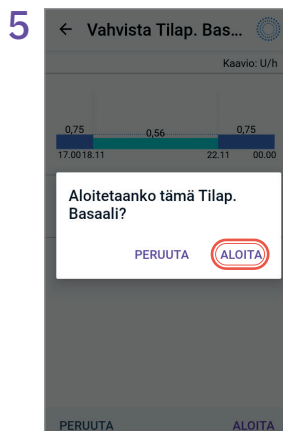 5
Vahvista Tilap. Bas...
Kaavio: U/h
0,75 0,56 0,75
17.00 18.11 22.11 00.00
Aloitetaanko tämä Tilap.
Basaali?
PERUUTA ALOITA
PERUUTA ALOITA